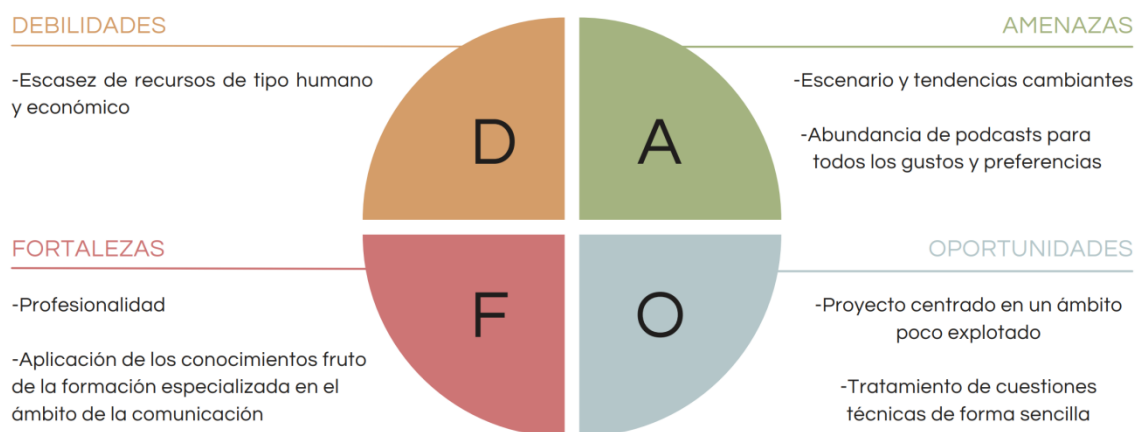 DEBILIDADES
-Escasez de recursos de tipo humano
y económico
D
A
AMENAZAS
-Escenario y tendencias cambiantes
-Abundancia de podcasts para
todos los gustos y preferencias
FORTALEZAS
-Profesionalidad
-Aplicación de los conocimientos fruto
de la formación especializada en el
ámbito de la comunicación
F
O
OPORTUNIDADES
-Proyecto centrado en un ámbito
poco explotado
-Tratamiento de cuestiones
técnicas de forma sencilla